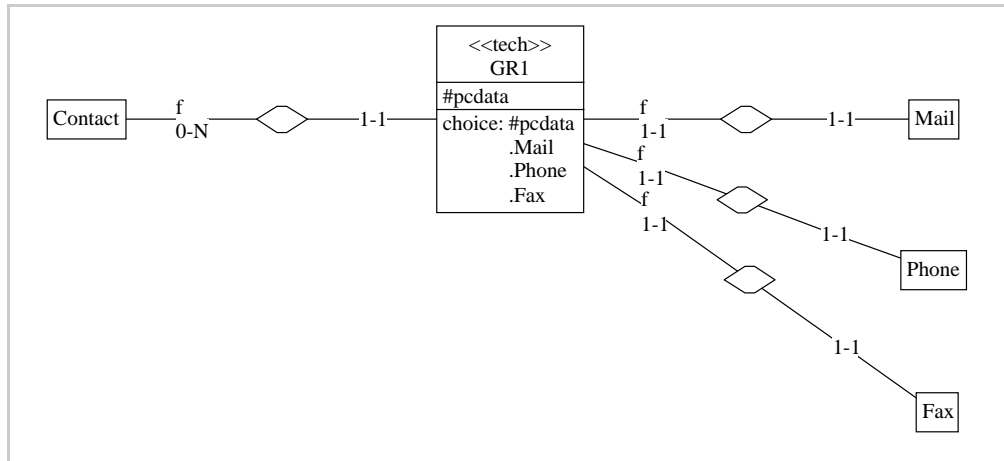 <<tech>>
GR1
#pcdata
choice: #pcdata
.Mail
.Phone
.Fax
Contact
f
0-N
1-1
f
1-1
1-1
Mail
f
1-1
1-1
Phone
f
1-1
1-1
Fax